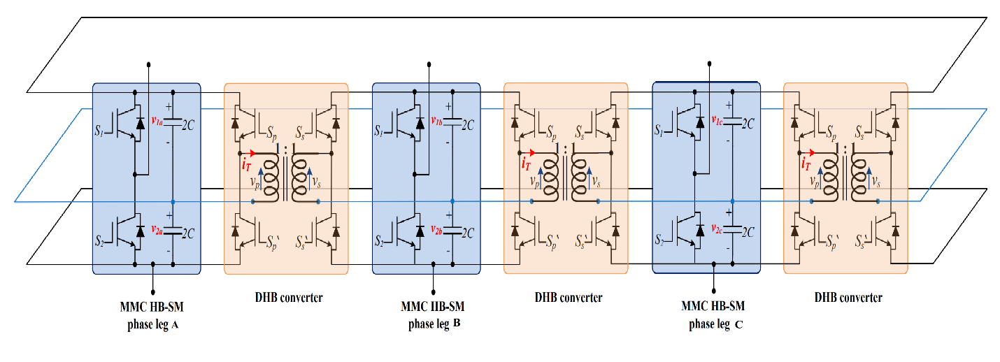 S1 v1a + - 2C
Sp Ss
1 : 1
iT
vp vs
S2 v2a + - 2C
Sp` Ss`
MMC HB-SM
phase leg A
DHB converter
S1 v1b + - 2C
Sp Ss
1 : 1
iT
vp vs
S2 v2b + - 2C
Sp` Ss`
MMC HB-SM
phase leg B
DHB converter
S1 v1c + - 2C
Sp Ss
1 : 1
iT
vp vs
S2 v2c + - 2C
Sp` Ss`
MMC HB-SM
phase leg C
DHB converter